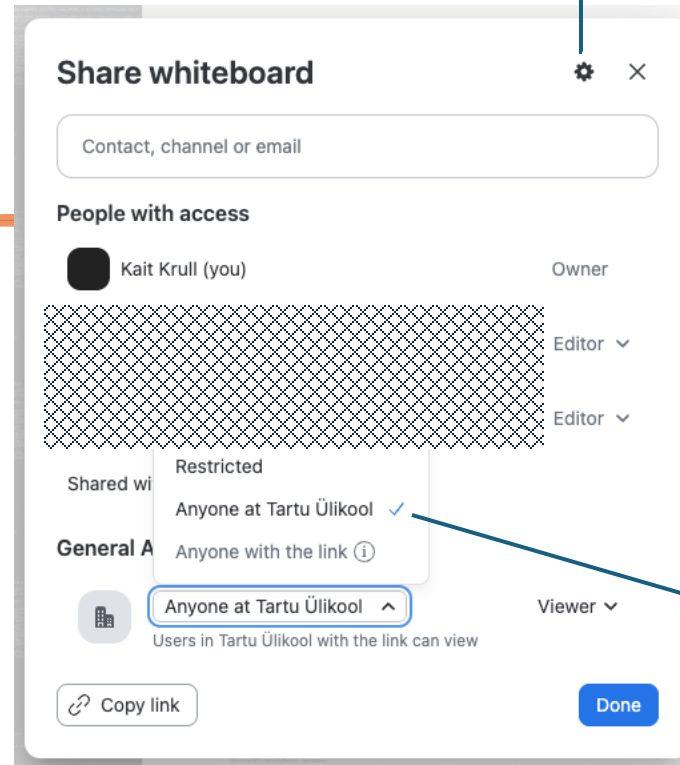 Share whiteboard
Contact, channel or email
People with access
Kait Krull (you) Owner
Editor
Editor
Restricted
Shared wi
Anyone at Tartu Ülikool
General A
Anyone with the link
Anyone at Tartu Ülikool Viewer
Users in Tartu Ülikool with the link can view
Copy link Done